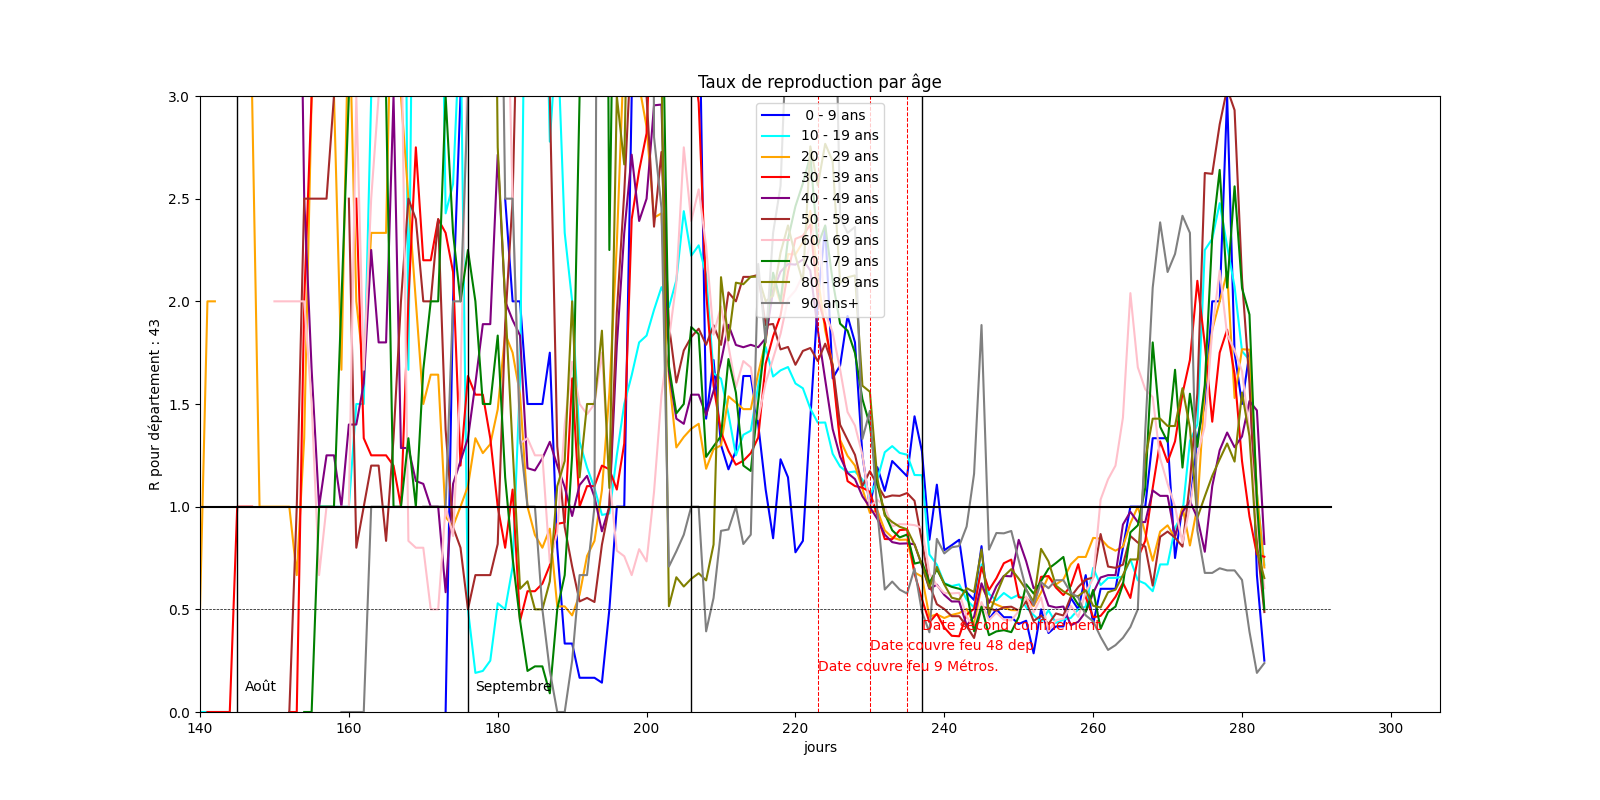 Taux de reproduction par âge
R pour département : 43
3.0
2.5
2.0
1.5
1.0
0.5
0.0
0 - 9 ans
10 - 19 ans
20 - 29 ans
30 - 39 ans
40 - 49 ans
50 - 59 ans
60 - 69 ans
70 - 79 ans
80 - 89 ans
90 ans+
Date second confinement
Date couvre feu 48 dep.
Date couvre feu 9 Métros.
Août
Septembre
140 160 180 200 220 240 260 280 300
jours